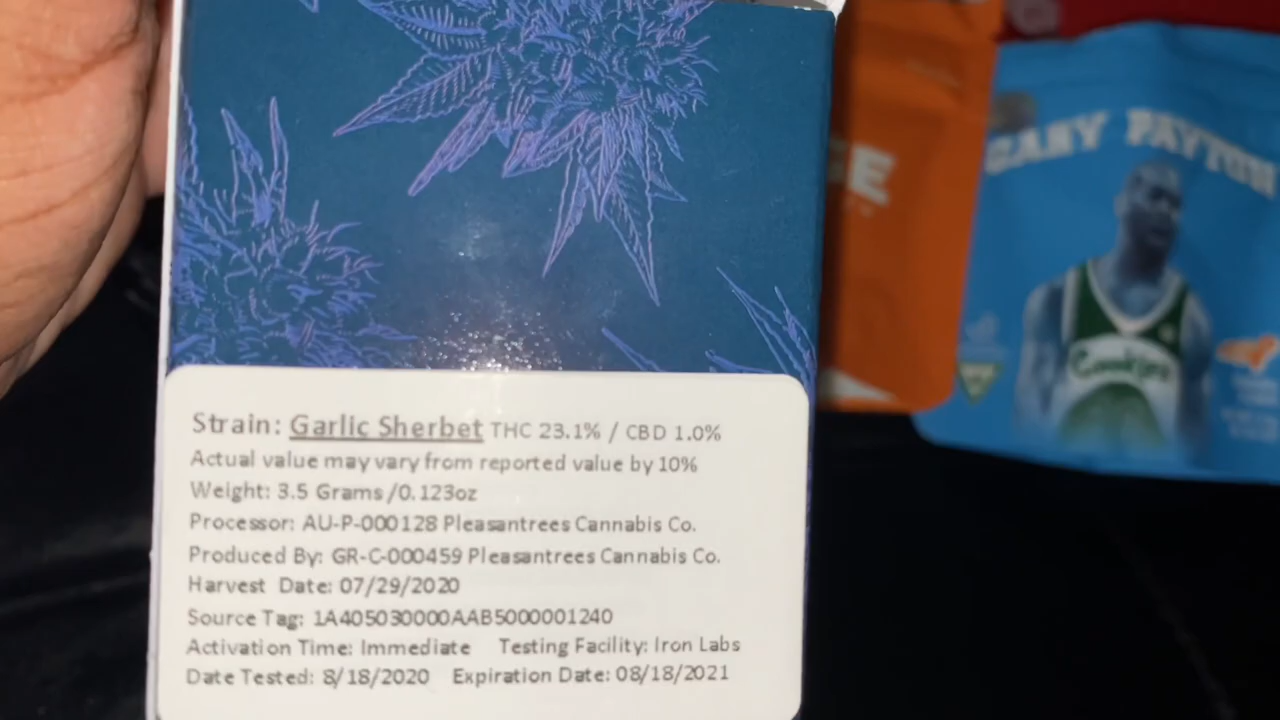 Strain: Garlic Sherbet THC 23.1% / CBD 1.0%
Actual value may vary from reported value by 10%
Weight: 3.5 Grams /0.123oz
Processor: AU-P-000128 Pleasantrees Cannabis Co.
Produced By: GR-C-000459 Pleasantrees Cannabis Co.
Harvest Date: 07/29/2020
Source Tag: 1A405030000AAB5000001240
Activation Time: Immediate Testing Facility: Iron Labs
Date Tested: 8/18/2020 Expiration Date: 08/18/2021
GARY PAYTON
Cookies